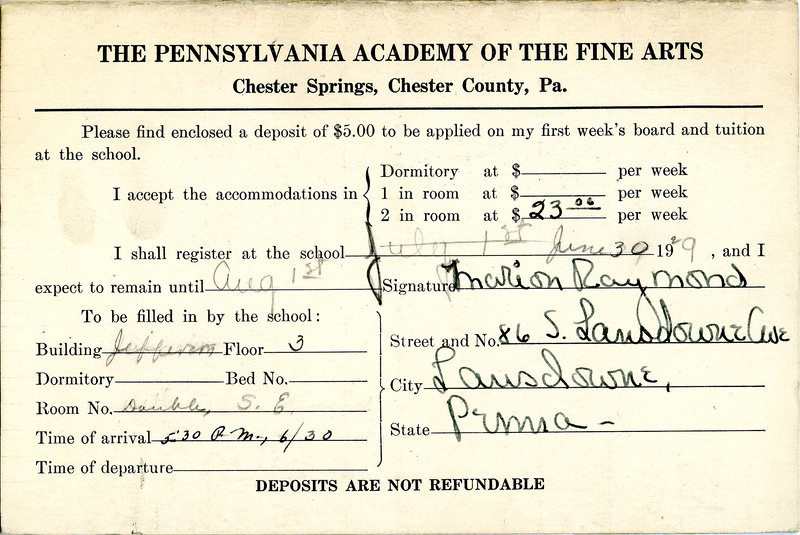 THE PENNSYLVANIA ACADEMY OF THE FINE ARTS
Chester Springs, Chester County, Pa.
Please find enclosed a deposit of $5.00 to be applied on my first week's board and tuition
at the school.
I accept the accommodations in
Dormitory at $ per week
1 in room at $ per week
2 in room at $ 23 00 per week
I shall register at the school July 1st June 30 1929, and I
expect to remain until Aug 1st
Signature Marion Raymond
To be filled in by the school:
Building Jefferson Floor 3
Dormitory Bed No.
Room No. Double, S. E.
Time of arrival 5:30 P.M., 6/30
Time of departure
Street and No. 86 S. Lansdowne Ave
City Lansdowne,
State Penna -
DEPOSITS ARE NOT REFUNDABLE